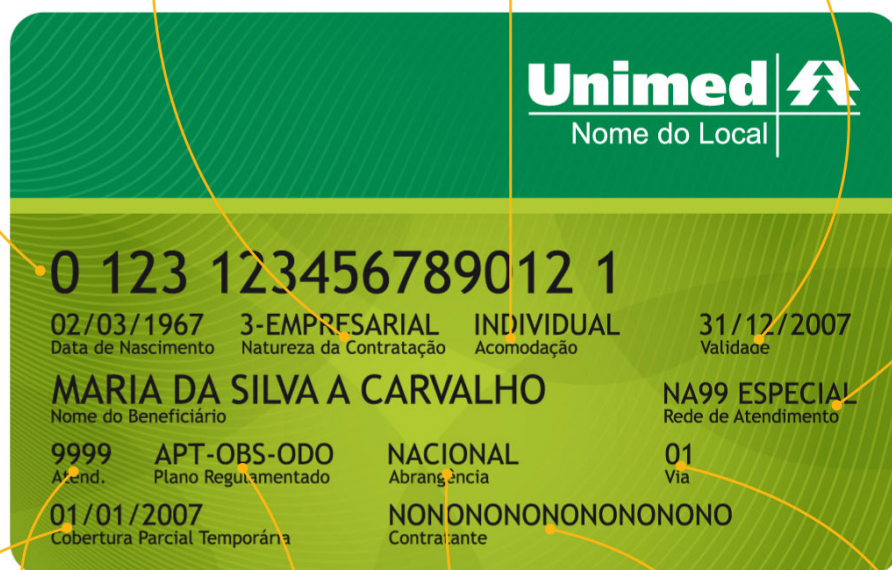 Unimed
Nome do Local
0 123 123456789012 1
02/03/1967 3-EMPRESARIAL INDIVIDUAL 31/12/2007
Data de Nascimento Natureza da Contratação Acomodação Validade
MARIA DA SILVA A CARVALHO NA99 ESPECIAL
Nome do Beneficiário Rede de Atendimento
9999 APT-OBS-ODO NACIONAL 01
Atend. Plano Regulamentado Abrangência Via
01/01/2007 NONONONONONONONONO
Cobertura Parcial Temporária Contratante